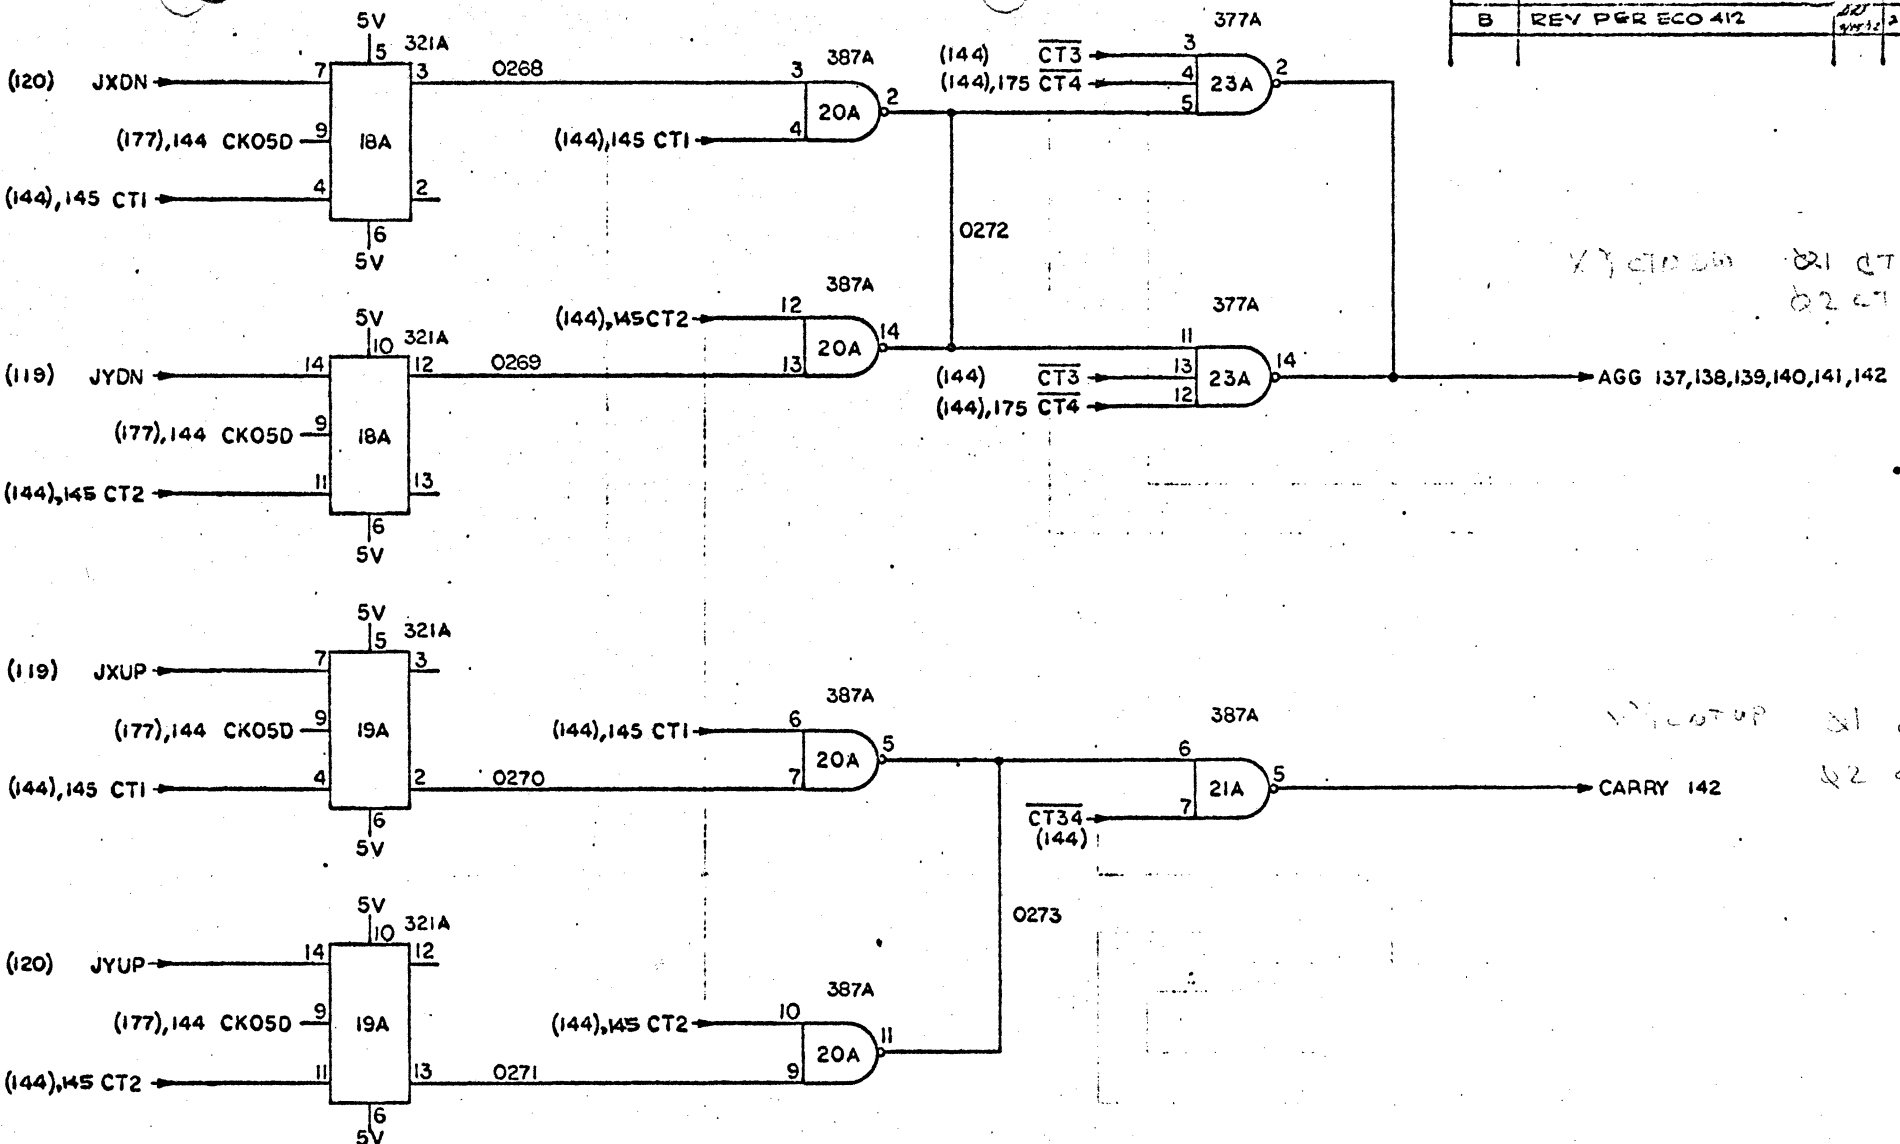 B REV PER ECO 412
5V
5 321A
(120) JXDN 7 3 0268
(177),144 CK05D 9 18A
(144),145 CT1 4 2
6
5V
387A
3 2
20A
(144),145 CT1 4
377A
(144) CT3 3
(144),175 CT4 4 23A 2
5
0272
5V
10 321A
(119) JYDN 14 12 0269
(177),144 CK05D 9 18A
(144),145 CT2 11 13
6
5V
387A
(144),145 CT2 12
20A 14
13
377A
11
(144) CT3 13 23A 14
(144),175 CT4 12
AGG 137,138,139,140,141,142
5V
5 321A
(119) JXUP 7 3
(177),144 CK05D 9 19A
(144),145 CT1 4 2 0270
6
5V
387A
(144),145 CT1 6
20A 5
7
387A
6
21A 5
CT34 7
(144)
CARRY 142
0273
5V
10 321A
(120) JYUP 14 12
(177),144 CK05D 9 19A
(144),145 CT2 11 13 0271
6
5V
387A
(144),145 CT2 10
20A 11
9